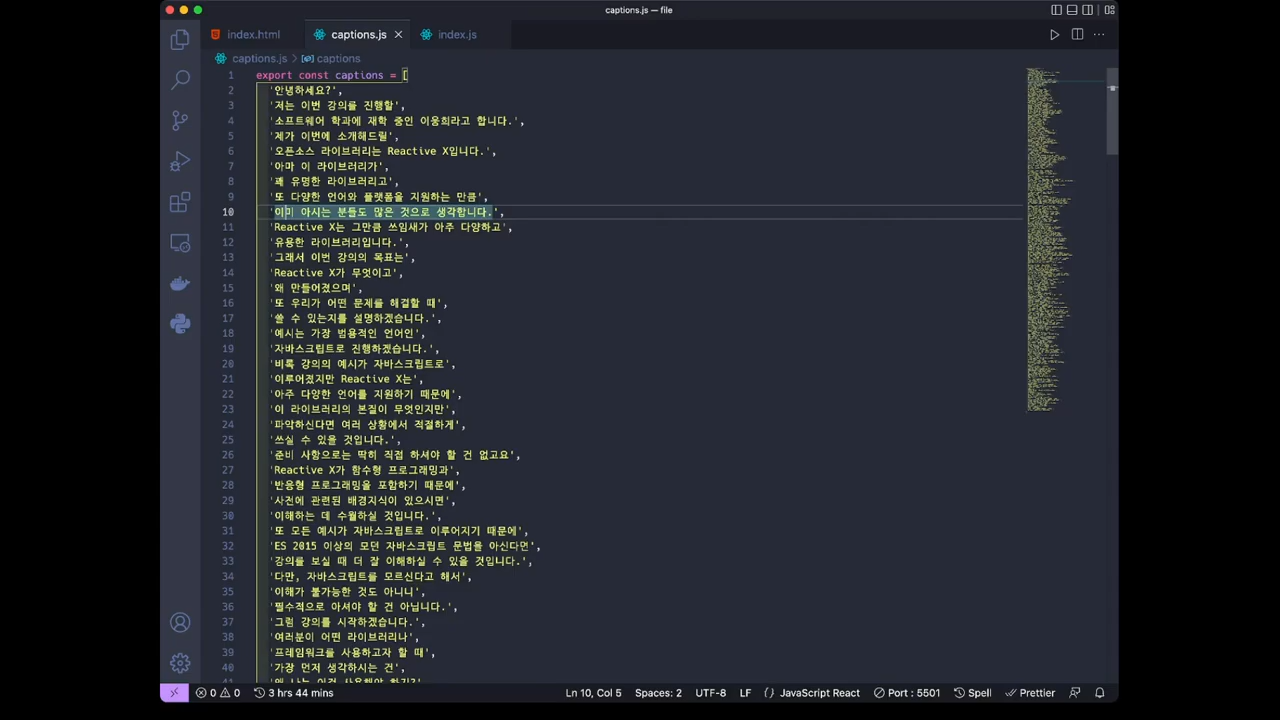 captions.js — file
index.html
captions.js
index.js
captions.js > captions
1 export const captions = [
2 '안녕하세요?',
3 '저는 이번 강의를 진행할',
4 '소프트웨어 학과에 재학 중인 이웅희라고 합니다.',
5 '제가 이번에 소개해드릴',
6 '오픈소스 라이브러리는 Reactive X입니다.',
7 '아마 이 라이브러리가',
8 '꽤 유명한 라이브러리고',
9 '또 다양한 언어와 플랫폼을 지원하는 만큼',
10 '이미 아시는 분들도 많은 것으로 생각합니다.',
11 'Reactive X는 그만큼 쓰임새가 아주 다양하고',
12 '유용한 라이브러리입니다.',
13 '그래서 이번 강의의 목표는',
14 'Reactive X가 무엇이고',
15 '왜 만들어졌으며',
16 '또 우리가 어떤 문제를 해결할 때',
17 '쓸 수 있는지를 설명하겠습니다.',
18 '예시는 가장 범용적인 언어인',
19 '자바스크립트로 진행하겠습니다.',
20 '비록 강의의 예시가 자바스크립트로',
21 '이루어졌지만 Reactive X는',
22 '아주 다양한 언어를 지원하기 때문에',
23 '이 라이브러리의 본질이 무엇인지만',
24 '파악하신다면 여러 상황에서 적절하게',
25 '쓰실 수 있을 것입니다.',
26 '준비 사항으로는 딱히 직접 하셔야 할 건 없고요',
27 'Reactive X가 함수형 프로그래밍과',
28 '반응형 프로그래밍을 포함하기 때문에',
29 '사전에 관련된 배경지식이 있으시면',
30 '이해하는 데 수월하실 것입니다.',
31 '또 모든 예시가 자바스크립트로 이루어지기 때문에',
32 'ES 2015 이상의 모던 자바스크립트 문법을 아신다면',
33 '강의를 보실 때 더 잘 이해하실 수 있을 것입니다.',
34 '다만, 자바스크립트를 모르신다고 해서',
35 '이해가 불가능한 것도 아니니',
36 '필수적으로 아셔야 할 건 아닙니다.',
37 '그럼 강의를 시작하겠습니다.',
38 '여러분이 어떤 라이브러리나',
39 '프레임워크를 사용하고자 할 때',
40 '가장 먼저 생각하시는 건',
0 0 3 hrs 44 mins Ln 10, Col 5 Spaces: 2 UTF-8 LF {} JavaScript React Port : 5501 Spell Prettier